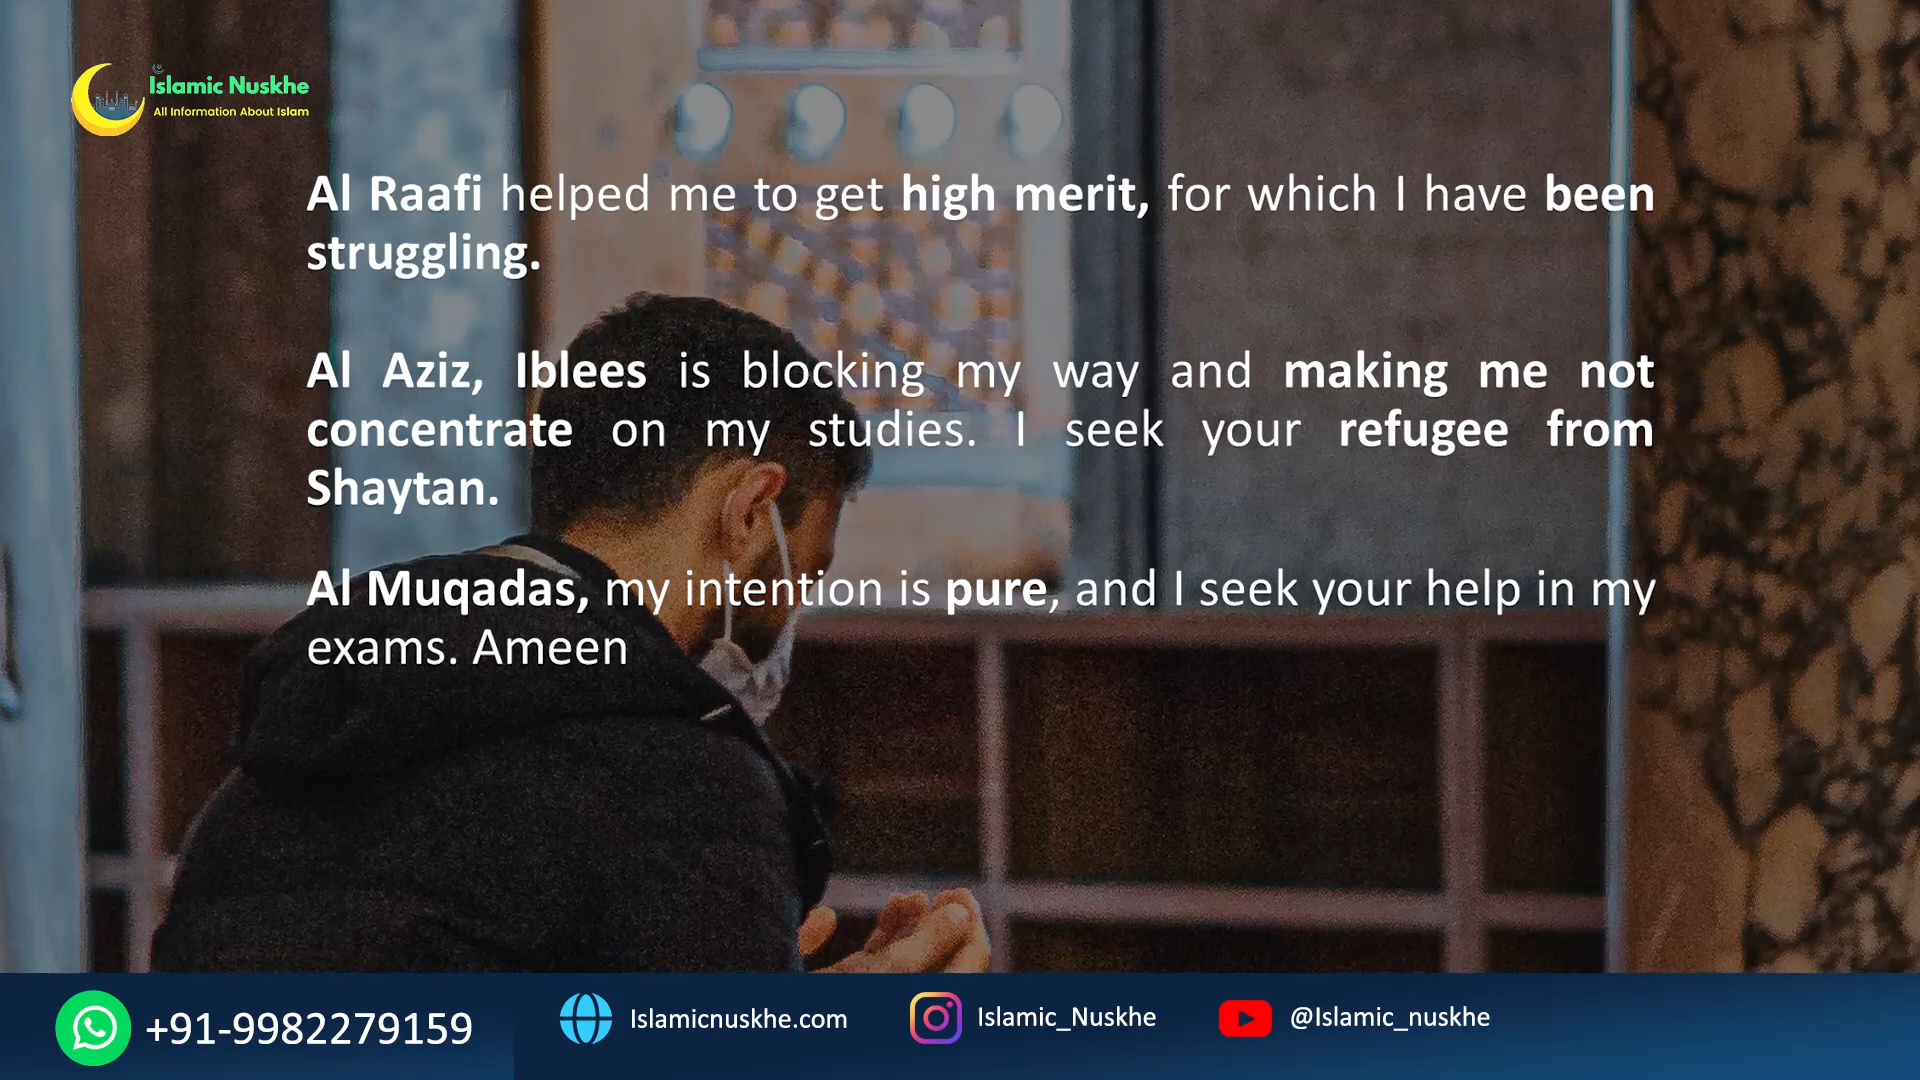 Islamic Nuskhe
All Information About Islam
Al Raafi helped me to get high merit, for which I have been
struggling.
Al Aziz, Iblees is blocking my way and making me not
concentrate on my studies. I seek your refugee from
Shaytan.
Al Muqadas, my intention is pure, and I seek your help in my
exams. Ameen
+91-9982279159
Islamicnuskhe.com
Islamic_Nuskhe
@Islamic_nuskhe